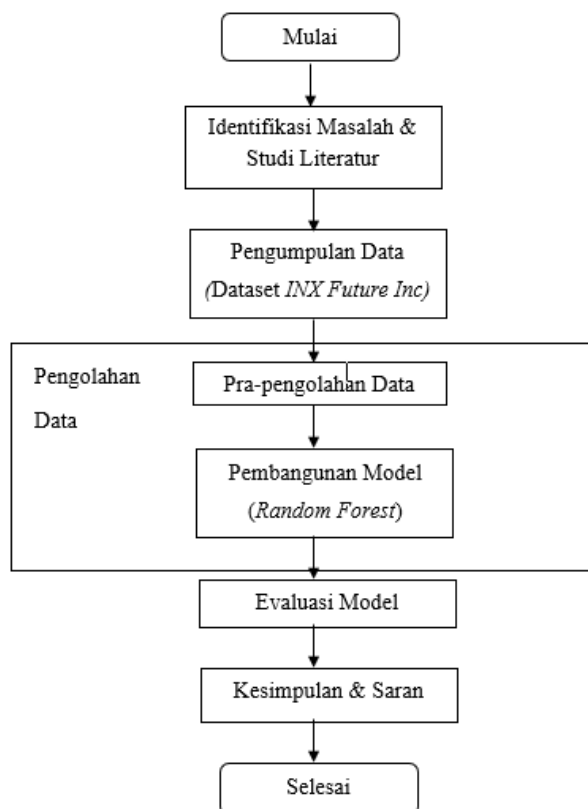 Mulai
Identifikasi Masalah &
Studi Literatur
Pengumpulan Data
(Dataset INX Future Inc)
Pengolahan
Data
Pra-pengolahan Data
Pembangunan Model
(Random Forest)
Evaluasi Model
Kesimpulan & Saran
Selesai